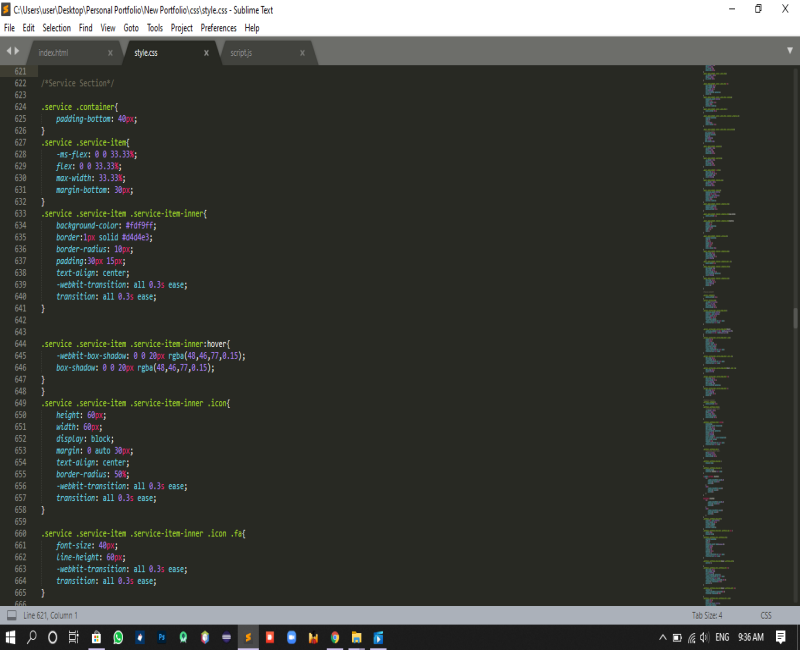 C:\Users\user\Desktop\Personal Portfolio\New Portfolio\css\style.css - Sublime Text
File Edit Selection Find View Goto Tools Project Preferences Help
index.html x style.css x script.js x
621
622 /*Service Section*/
623
624 .service .container{
625 padding-bottom: 40px;
626 }
627 .service .service-item{
628 -ms-flex: 0 0 33.33%;
629 flex: 0 0 33.33%;
630 max-width: 33.33%;
631 margin-bottom: 30px;
632 }
633 .service .service-item .service-item-inner{
634 background-color: #fdf9ff;
635 border:1px solid #d4d4e3;
636 border-radius: 10px;
637 padding:30px 15px;
638 text-align: center;
639 -webkit-transition: all 0.3s ease;
640 transition: all 0.3s ease;
641 }
642
643
644 .service .service-item .service-item-inner:hover{
645 -webkit-box-shadow: 0 0 20px rgba(48,46,77,0.15);
646 box-shadow: 0 0 20px rgba(48,46,77,0.15);
647 }
648 }
649 .service .service-item .service-item-inner .icon{
650 height: 60px;
651 width: 60px;
652 display: block;
653 margin: 0 auto 30px;
654 text-align: center;
655 border-radius: 50%;
656 -webkit-transition: all 0.3s ease;
657 transition: all 0.3s ease;
658 }
659
660 .service .service-item .service-item-inner .icon .fa{
661 font-size: 40px;
662 line-height: 60px;
663 -webkit-transition: all 0.3s ease;
664 transition: all 0.3s ease;
665 }
666
Line 621, Column 1 Tab Size: 4 CSS
Ps S ENG 9:36 AM